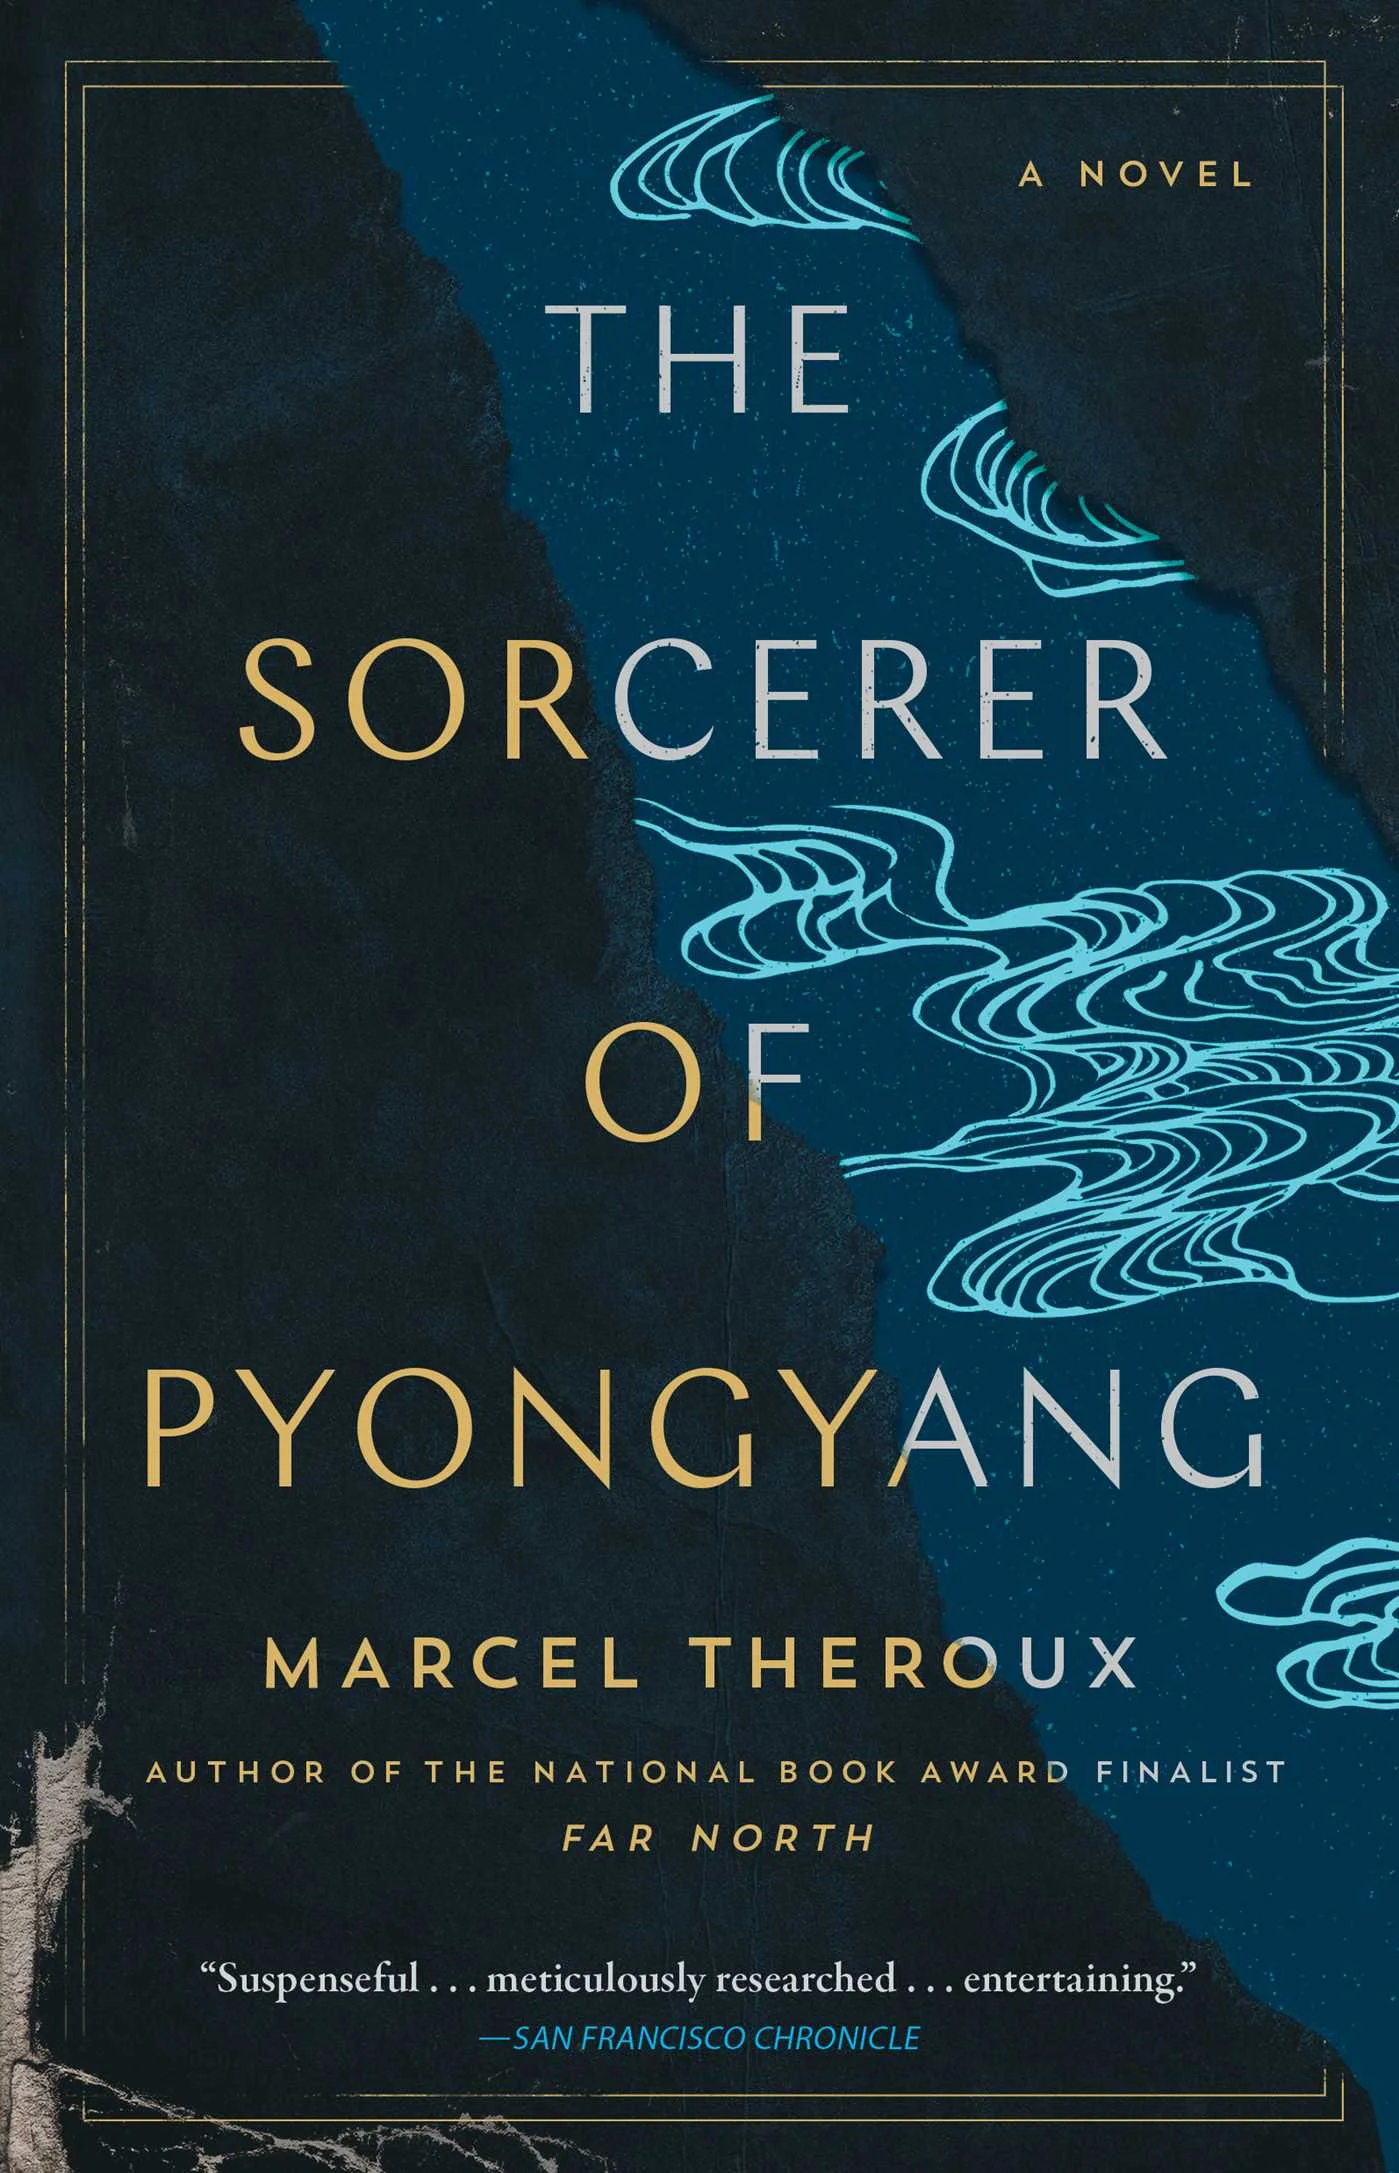 A NOVEL
THE
SORCERER
OF
PYONGYANG
MARCEL THEROUX
AUTHOR OF THE NATIONAL BOOK AWARD FINALIST
FAR NORTH
“Suspenseful . . . meticulously researched . . . entertaining.”
—SAN FRANCISCO CHRONICLE